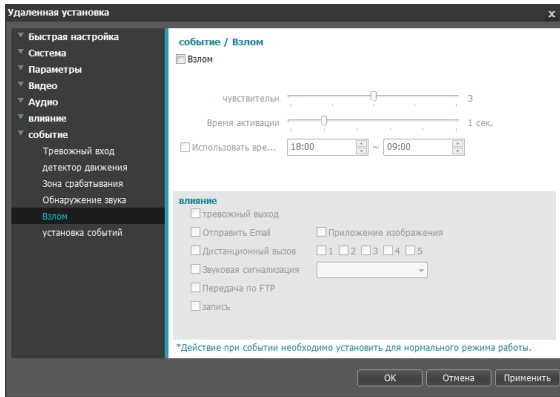 Удаленная установка x
Быстрая настройка
Система
Параметры
Видео
Аудио
влияние
событие
Тревожный вход
детектор движения
Зона срабатывания
Обнаружение звука
Взлом
установка событий
событие / Взлом
Взлом
чувствительн 3
Время активации 1 сек.
Использовать вре... 18:00 ~ 09:00
влияние
тревожный выход
Отправить Email Приложение изображения
Дистанционный вызов 1 2 3 4 5
Звуковая сигнализация
Передача по FTP
запись
*Действие при событии необходимо установить для нормального режима работы.
OK Отмена Применить